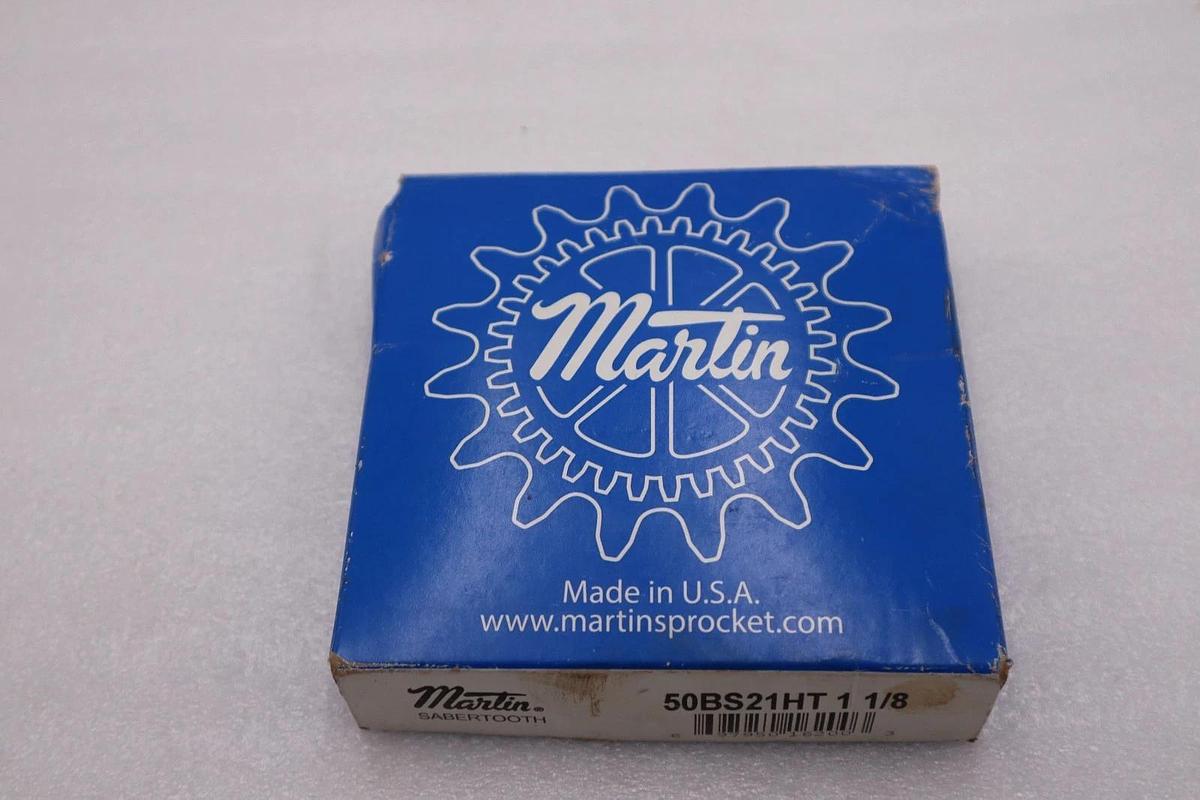 Martin
Made in U.S.A.
www.martinsprocket.com
Martin®
SABERTOOTH
50BS21HT 1 1/8